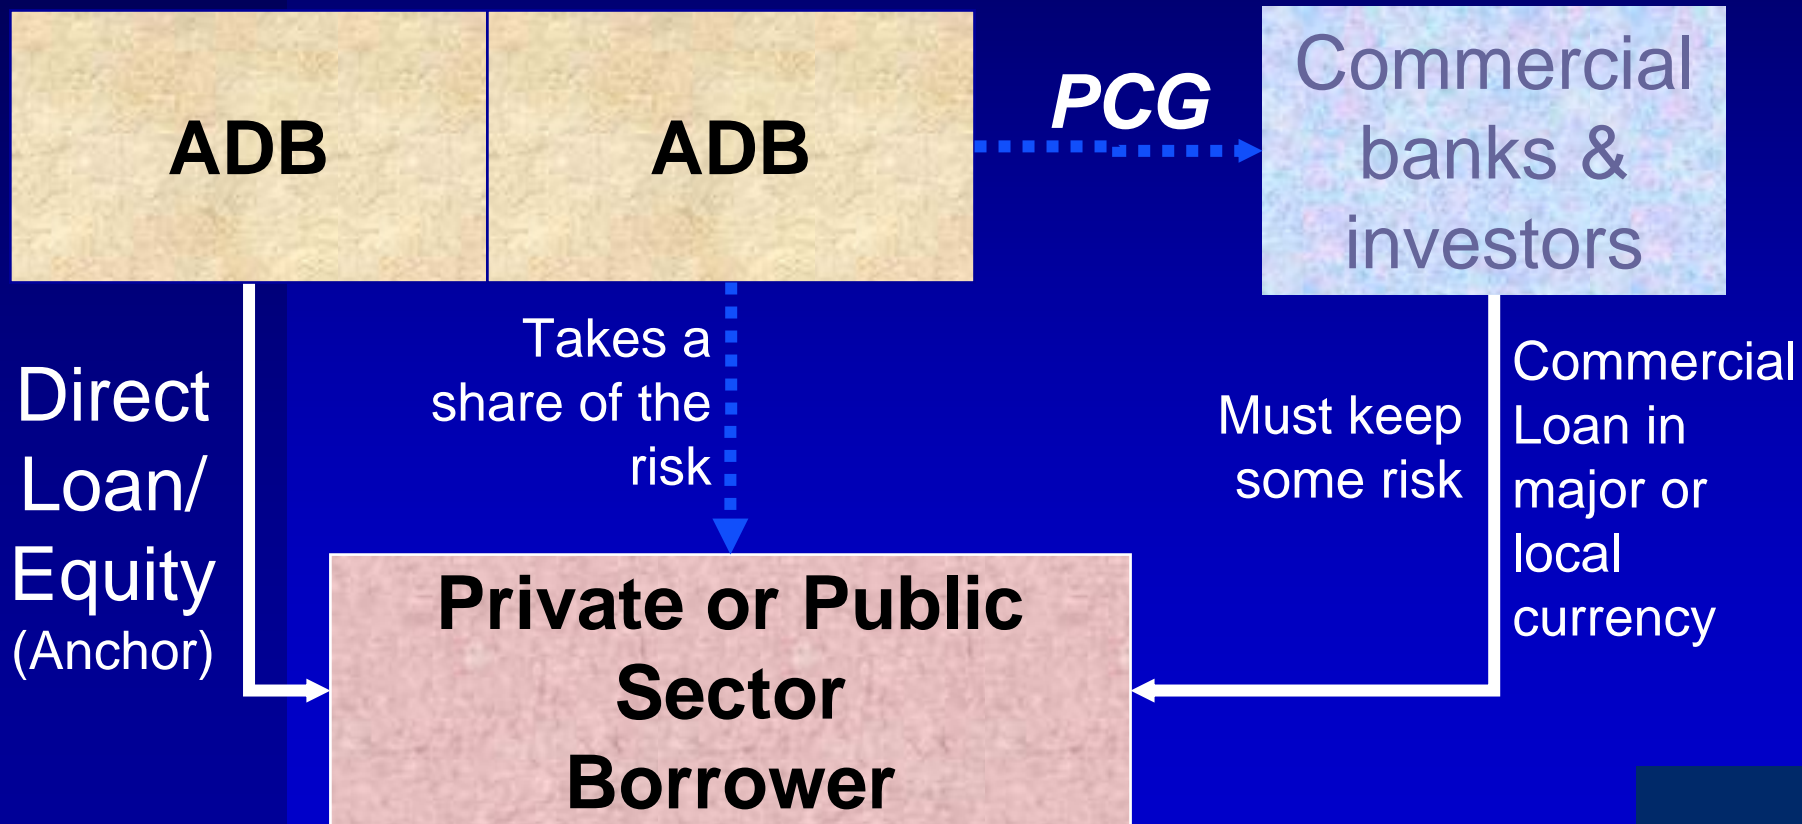 ADB
ADB
PCG
Commercial
banks &
investors
Direct
Loan/
Equity
(Anchor)
Takes a
share of the
risk
Must keep
some risk
Commercial
Loan in
major or
local
currency
Private or Public
Sector
Borrower